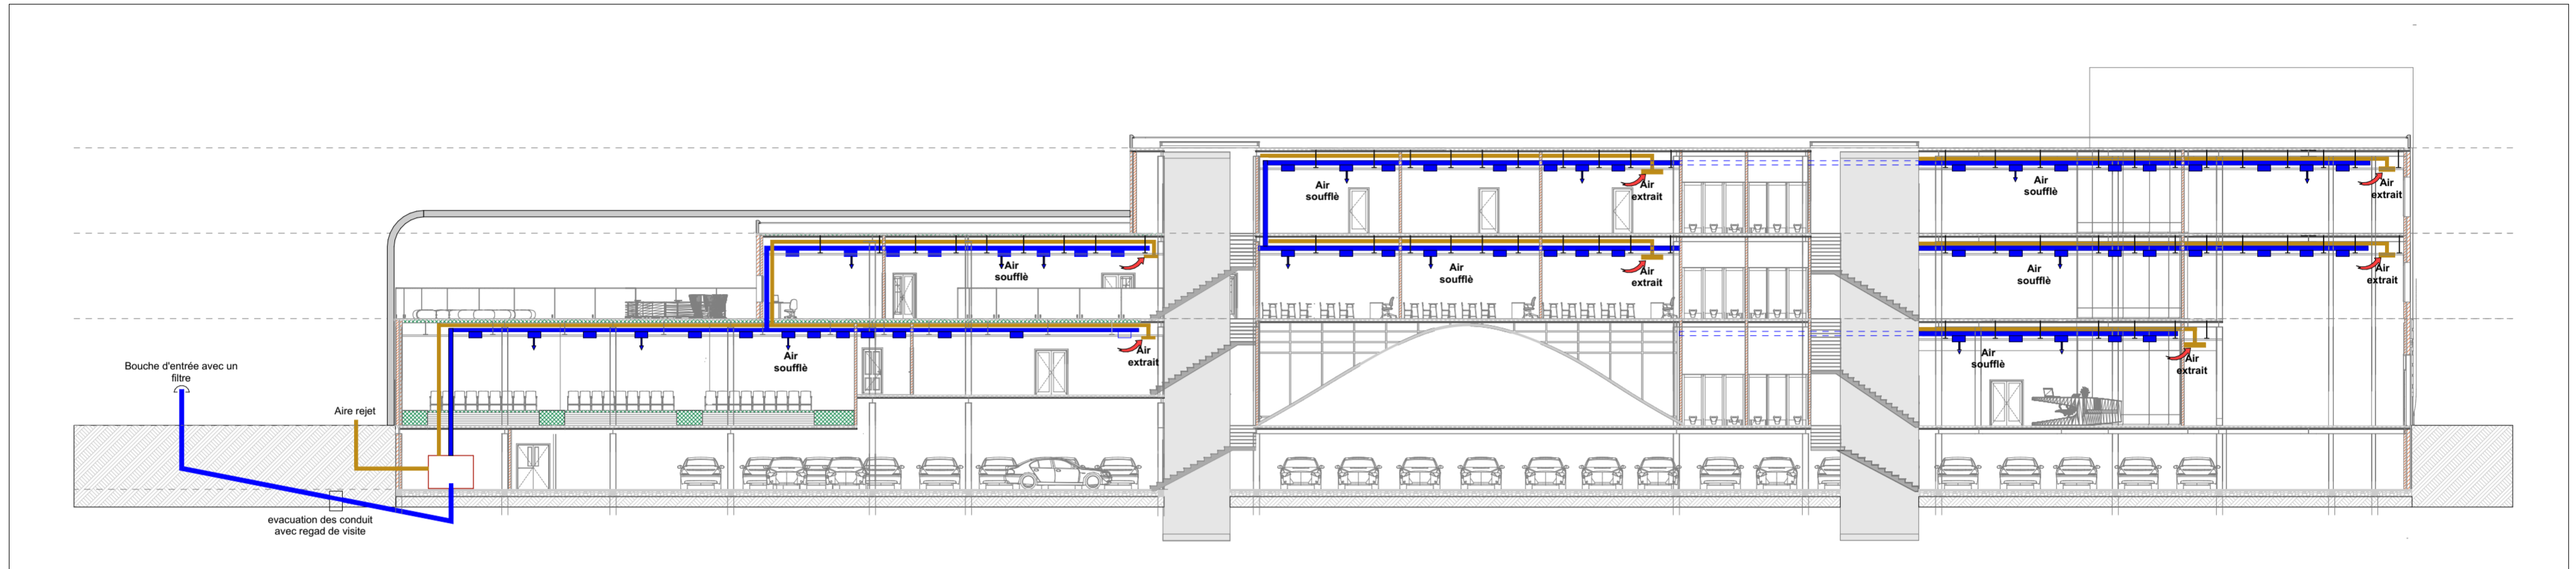 Air
soufflè
Air
extrait
Air
soufflè
Air
extrait
Air
soufflè
Air
soufflè
Air
extrait
Air
soufflè
Air
extrait
Air
soufflè
Air
extrait
Air
soufflè
Air
extrait
Bouche d'entrée avec un
filtre
Aire rejet
evacuation des conduit
avec regad de visite